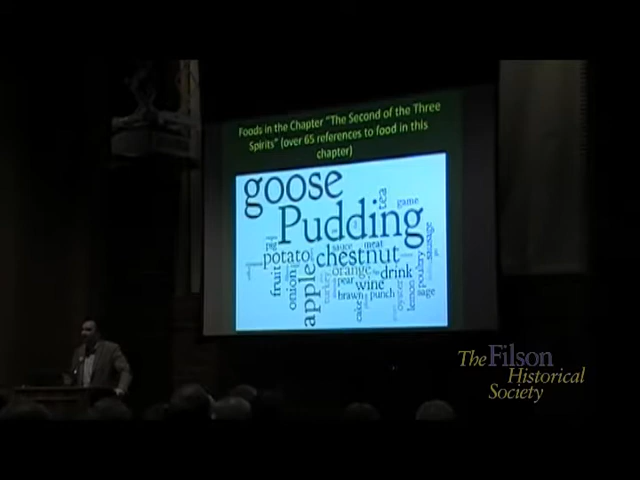 Foods in the Chapter "The Second of the Three
Spirits" (over 65 references to food in this
chapter)
goose
tea
game
Pudding
pig
sauce
meat
sausage
potato
chestnut
poultry
fruit
onion
apple
turkey
orange
drink
pear
wine
oyster
lemon
brawn
punch
sage
cake
The Filson
Historical
Society